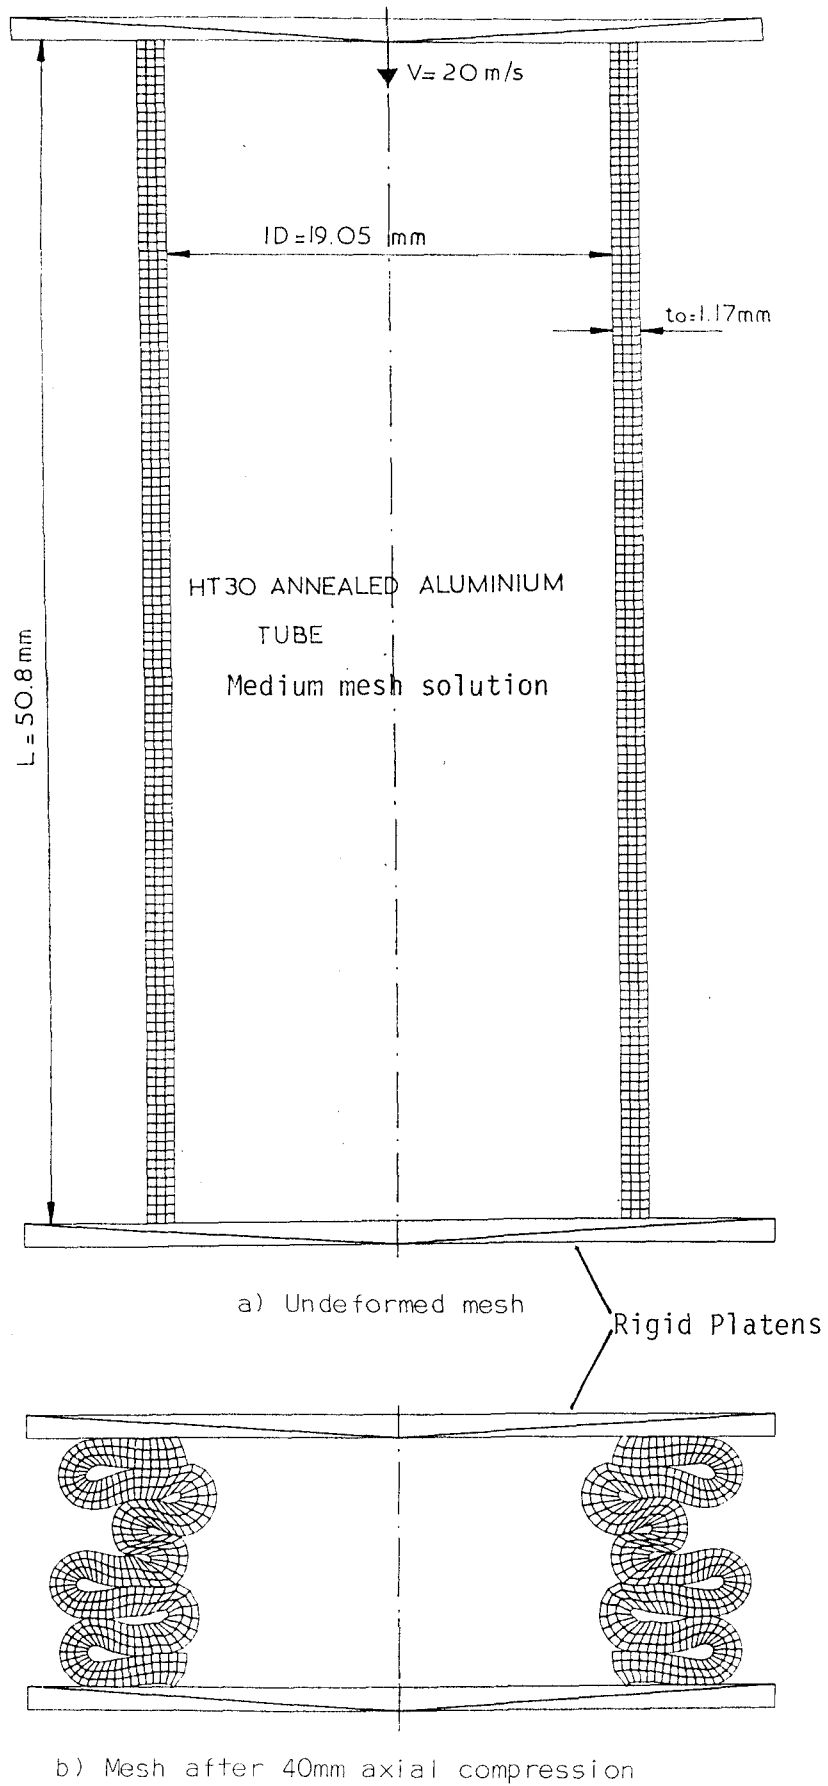 V= 20 m/s
ID=19.05 mm
to=1.17mm
HT30 ANNEALED ALUMINIUM
TUBE
Medium mesh solution
L=50.8mm
a) Undeformed mesh
Rigid Platens
b) Mesh after 40mm axial compression